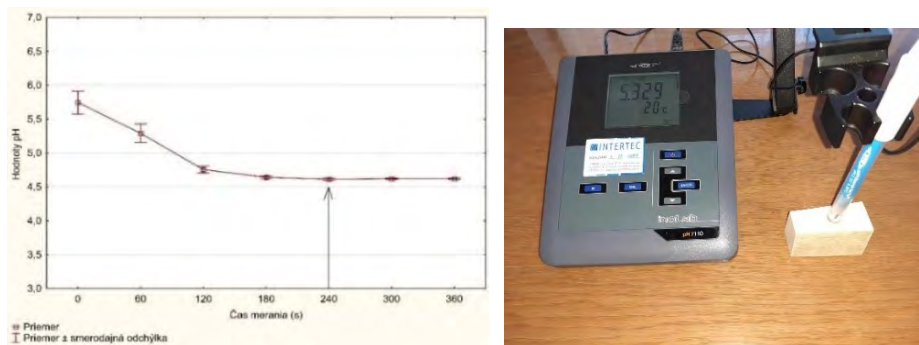 7,0
6,5
6,0
5,5
5,0
4,5
4,0
3,5
3,0
Hodnoty pH
0 60 120 180 240 300 360
Čas merania (s)
Priemer
Priemer ± smerodajná odchýlka
5.329
20°C
INTERTEC
inoLab
pH 7110